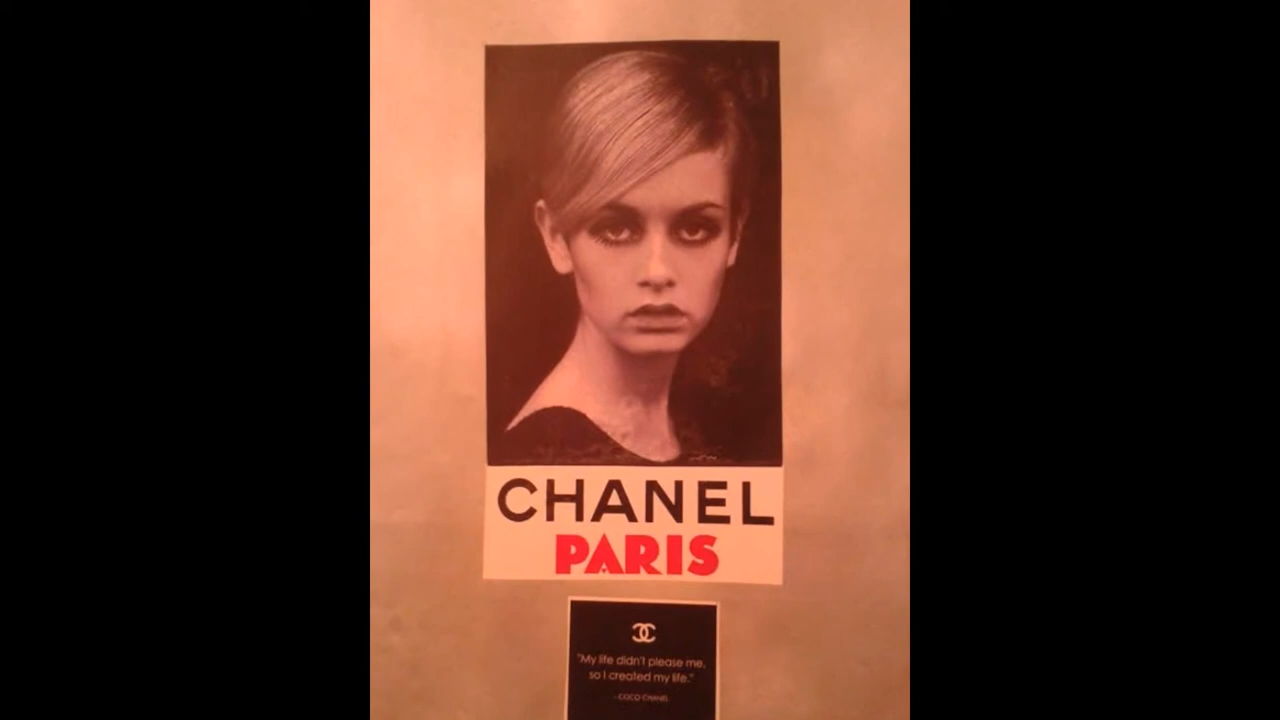 CHANEL
PARIS
"My life didn't please me,
so I created my life."
- COCO CHANEL